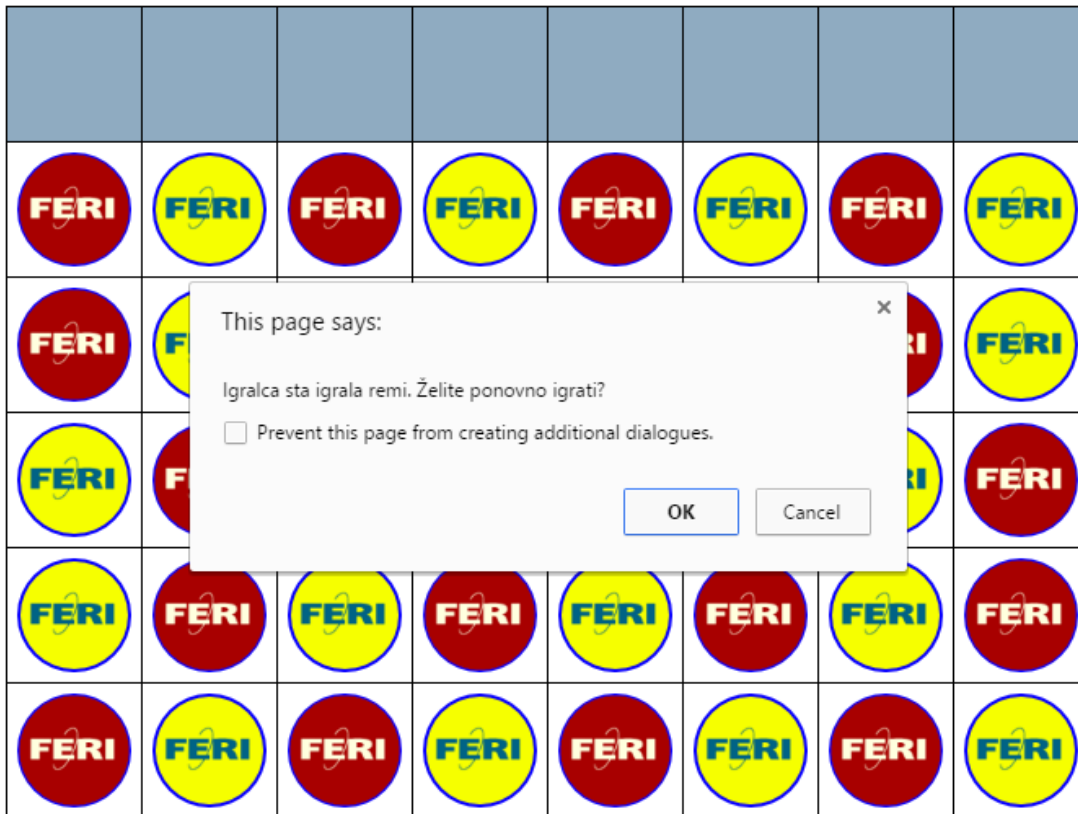 FERI FERI FERI FERI FERI FERI FERI FERI
This page says: ×
FERI FERI
Igralca sta igrala remi. Želite ponovno igrati?
Prevent this page from creating additional dialogues.
FERI FERI
OK Cancel
FERI FERI FERI FERI FERI FERI FERI FERI
FERI FERI FERI FERI FERI FERI FERI FERI